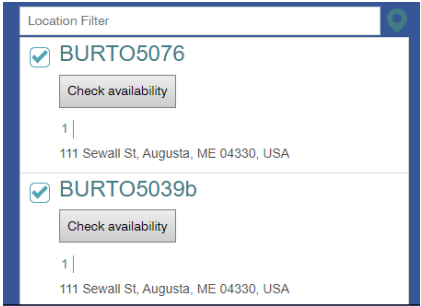 Location Filter
BURTO5076
Check availability
1 |
111 Sewall St, Augusta, ME 04330, USA
BURTO5039b
Check availability
1 |
111 Sewall St, Augusta, ME 04330, USA